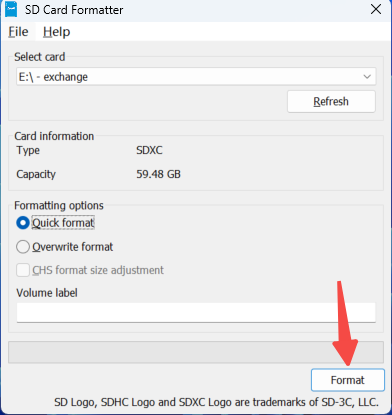 SD Card Formatter
File Help
Select card
E:\ - exchange
Refresh
Card information
Type SDXC
Capacity 59.48 GB
Formatting options
Quick format
Overwrite format
CHS format size adjustment
Volume label
Format
SD Logo, SDHC Logo and SDXC Logo are trademarks of SD-3C, LLC.